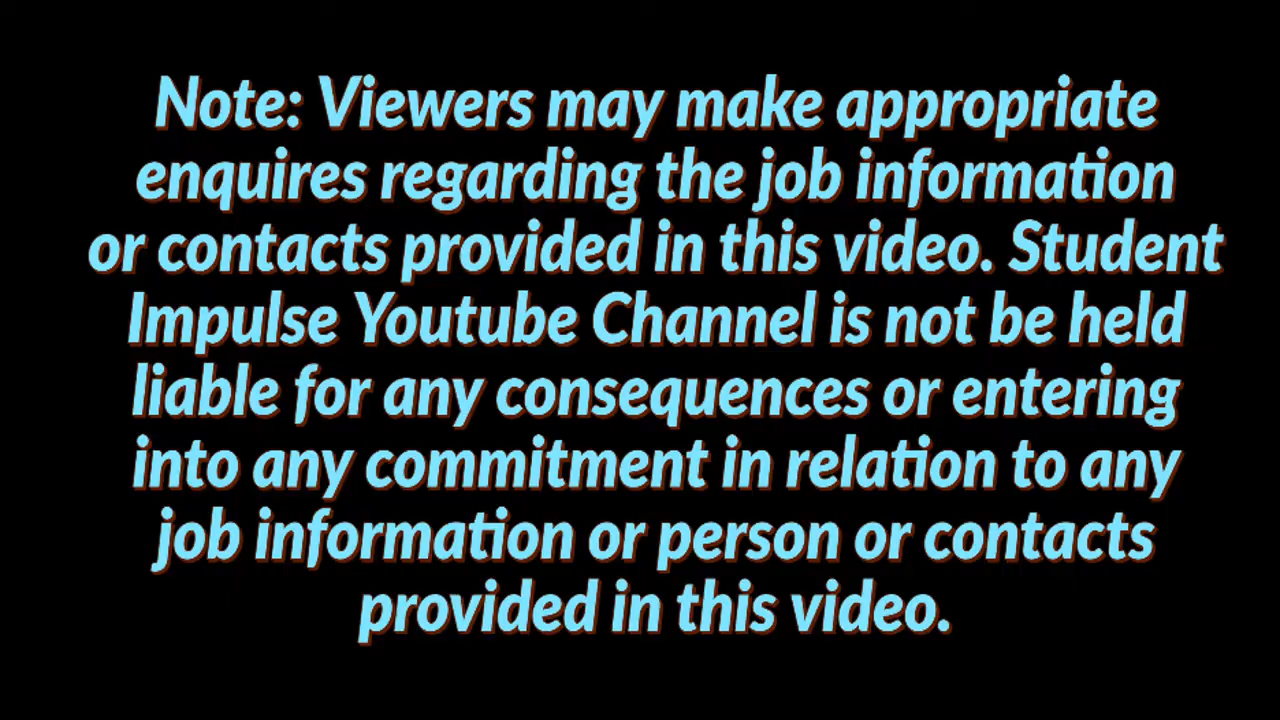 Note: Viewers may make appropriate
enquires regarding the job information
or contacts provided in this video. Student
Impulse Youtube Channel is not be held
liable for any consequences or entering
into any commitment in relation to any
job information or person or contacts
provided in this video.